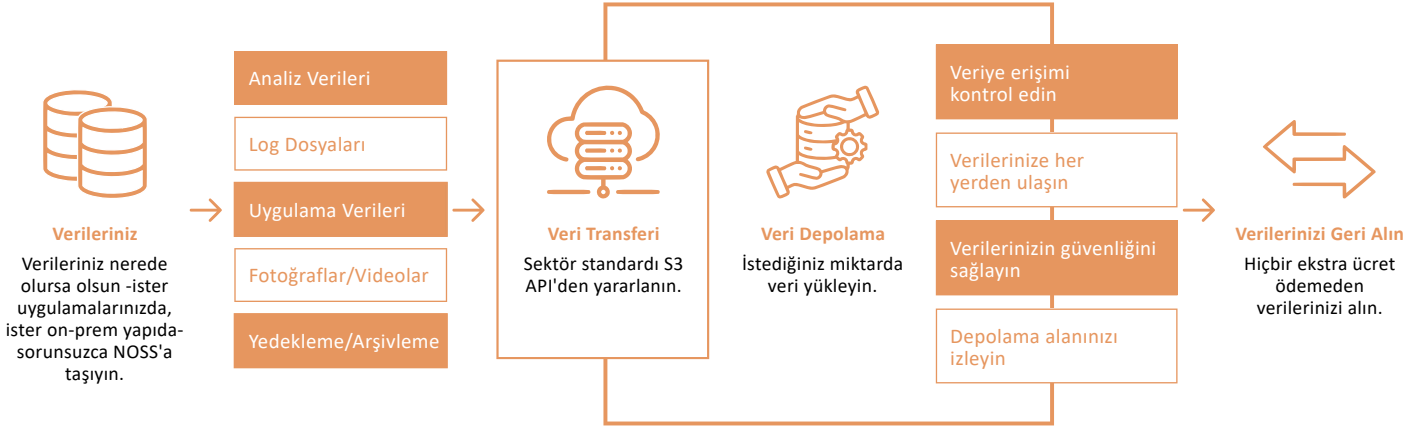 Verileriniz
Verileriniz nerede
olursa olsun -ister
uygulamalarınızda,
ister on-prem yapıda-
sorunsuzca NOSS'a
taşıyın.
Analiz Verileri
Log Dosyaları
Uygulama Verileri
Fotoğraflar/Videolar
Yedekleme/Arşivleme
Veri Transferi
Sektör standardı S3
API'den yararlanın.
Veri Depolama
İstediğiniz miktarda
veri yükleyin.
Veriye erişimi
kontrol edin
Verilerinize her
yerden ulaşın
Verilerinizin güvenliğini
sağlayın
Depolama alanınızı
izleyin
Verilerinizi Geri Alın
Hiçbir ekstra ücret
ödemeden
verilerinizi alın.